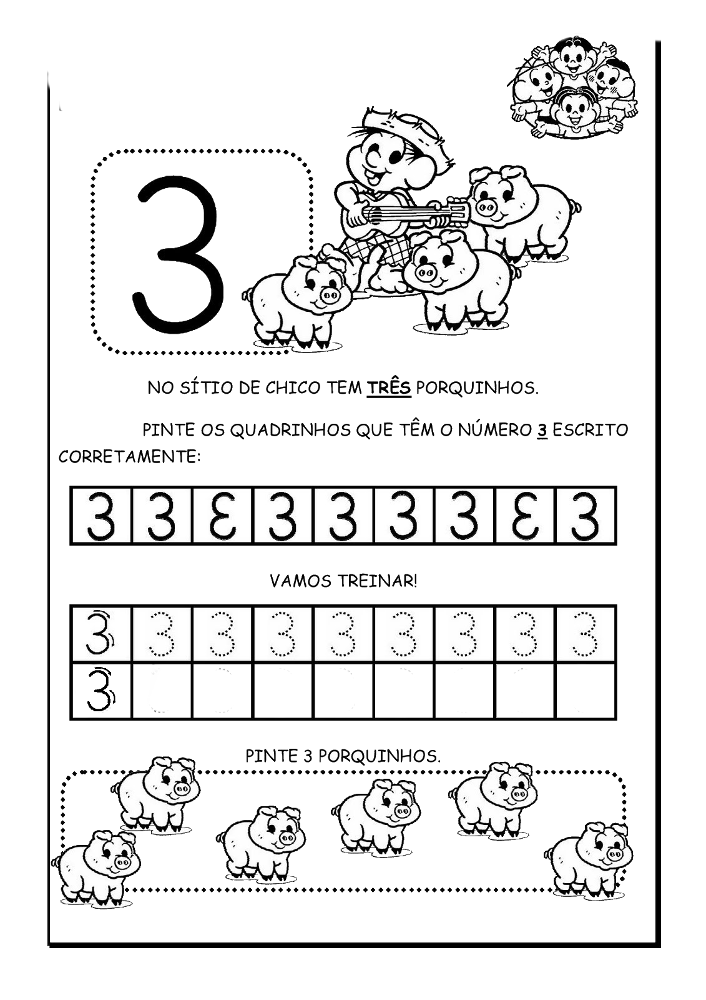 3
NO SÍTIO DE CHICO TEM TRÊS PORQUINHOS.
PINTE OS QUADRINHOS QUE TÊM O NÚMERO 3 ESCRITO
CORRETAMENTE:
3 3 Ɛ 3 3 3 3 Ɛ 3
VAMOS TREINAR!
3 3 3 3 3 3 3 3 3
3
PINTE 3 PORQUINHOS.